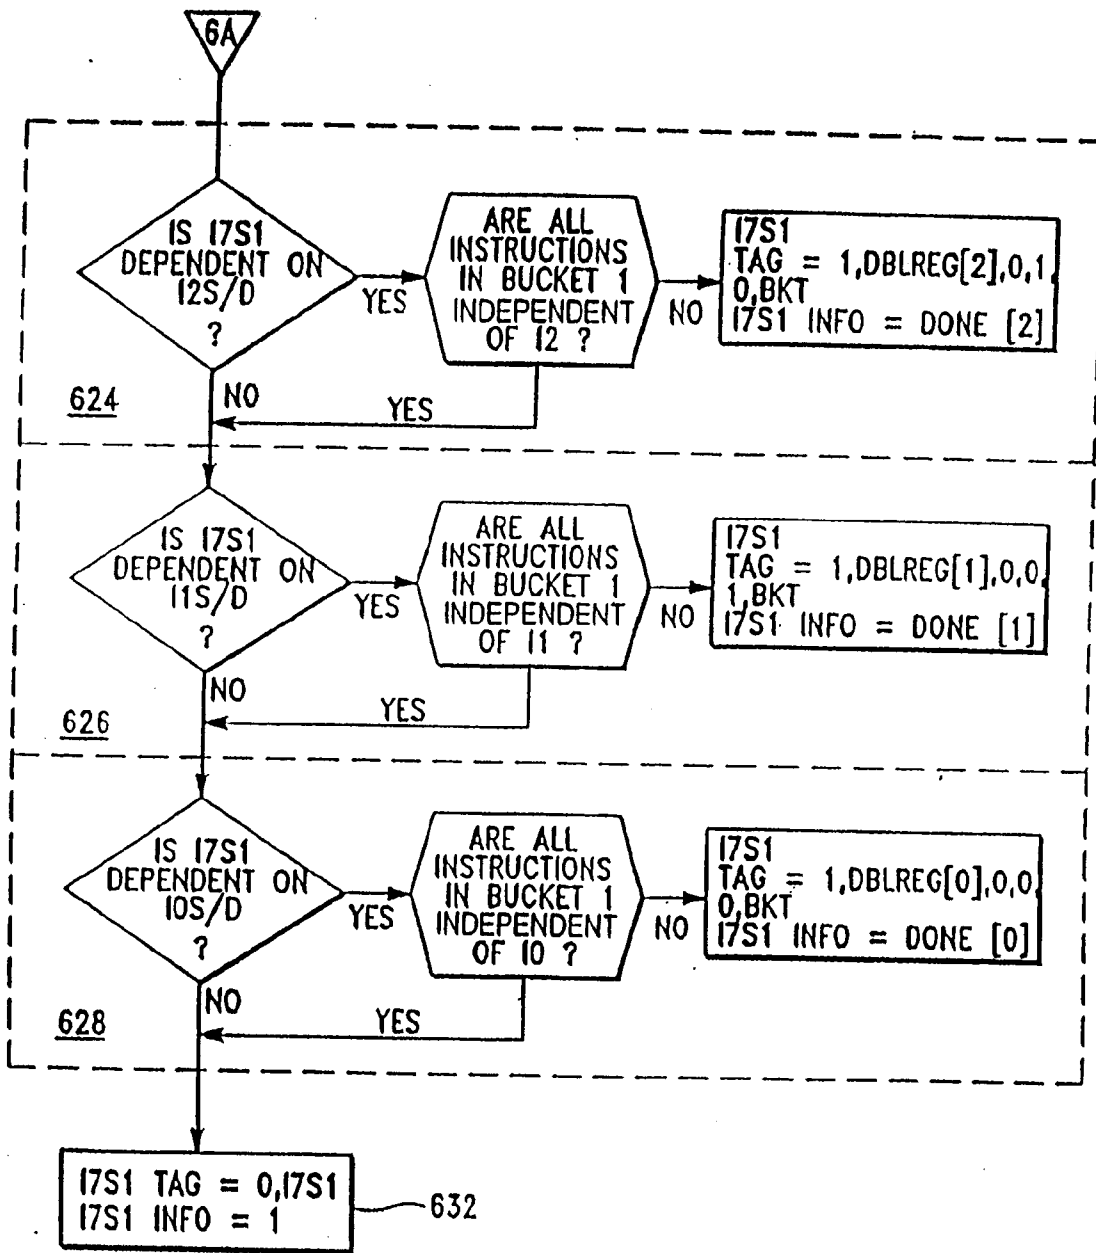 6A
IS I7S1
DEPENDENT ON
I2S/D
?
YES
ARE ALL
INSTRUCTIONS
IN BUCKET 1
INDEPENDENT
OF I2 ?
NO
I7S1
TAG = 1,DBLREG[2],0,1,
0,BKT
I7S1 INFO = DONE [2]
NO
YES
624
IS I7S1
DEPENDENT ON
I1S/D
?
YES
ARE ALL
INSTRUCTIONS
IN BUCKET 1
INDEPENDENT
OF I1 ?
NO
I7S1
TAG = 1,DBLREG[1],0,0,
1,BKT
I7S1 INFO = DONE [1]
NO
YES
626
IS I7S1
DEPENDENT ON
I0S/D
?
YES
ARE ALL
INSTRUCTIONS
IN BUCKET 1
INDEPENDENT
OF I0 ?
NO
I7S1
TAG = 1,DBLREG[0],0,0,
0,BKT
I7S1 INFO = DONE [0]
NO
YES
628
I7S1 TAG = 0,I7S1
I7S1 INFO = 1
632